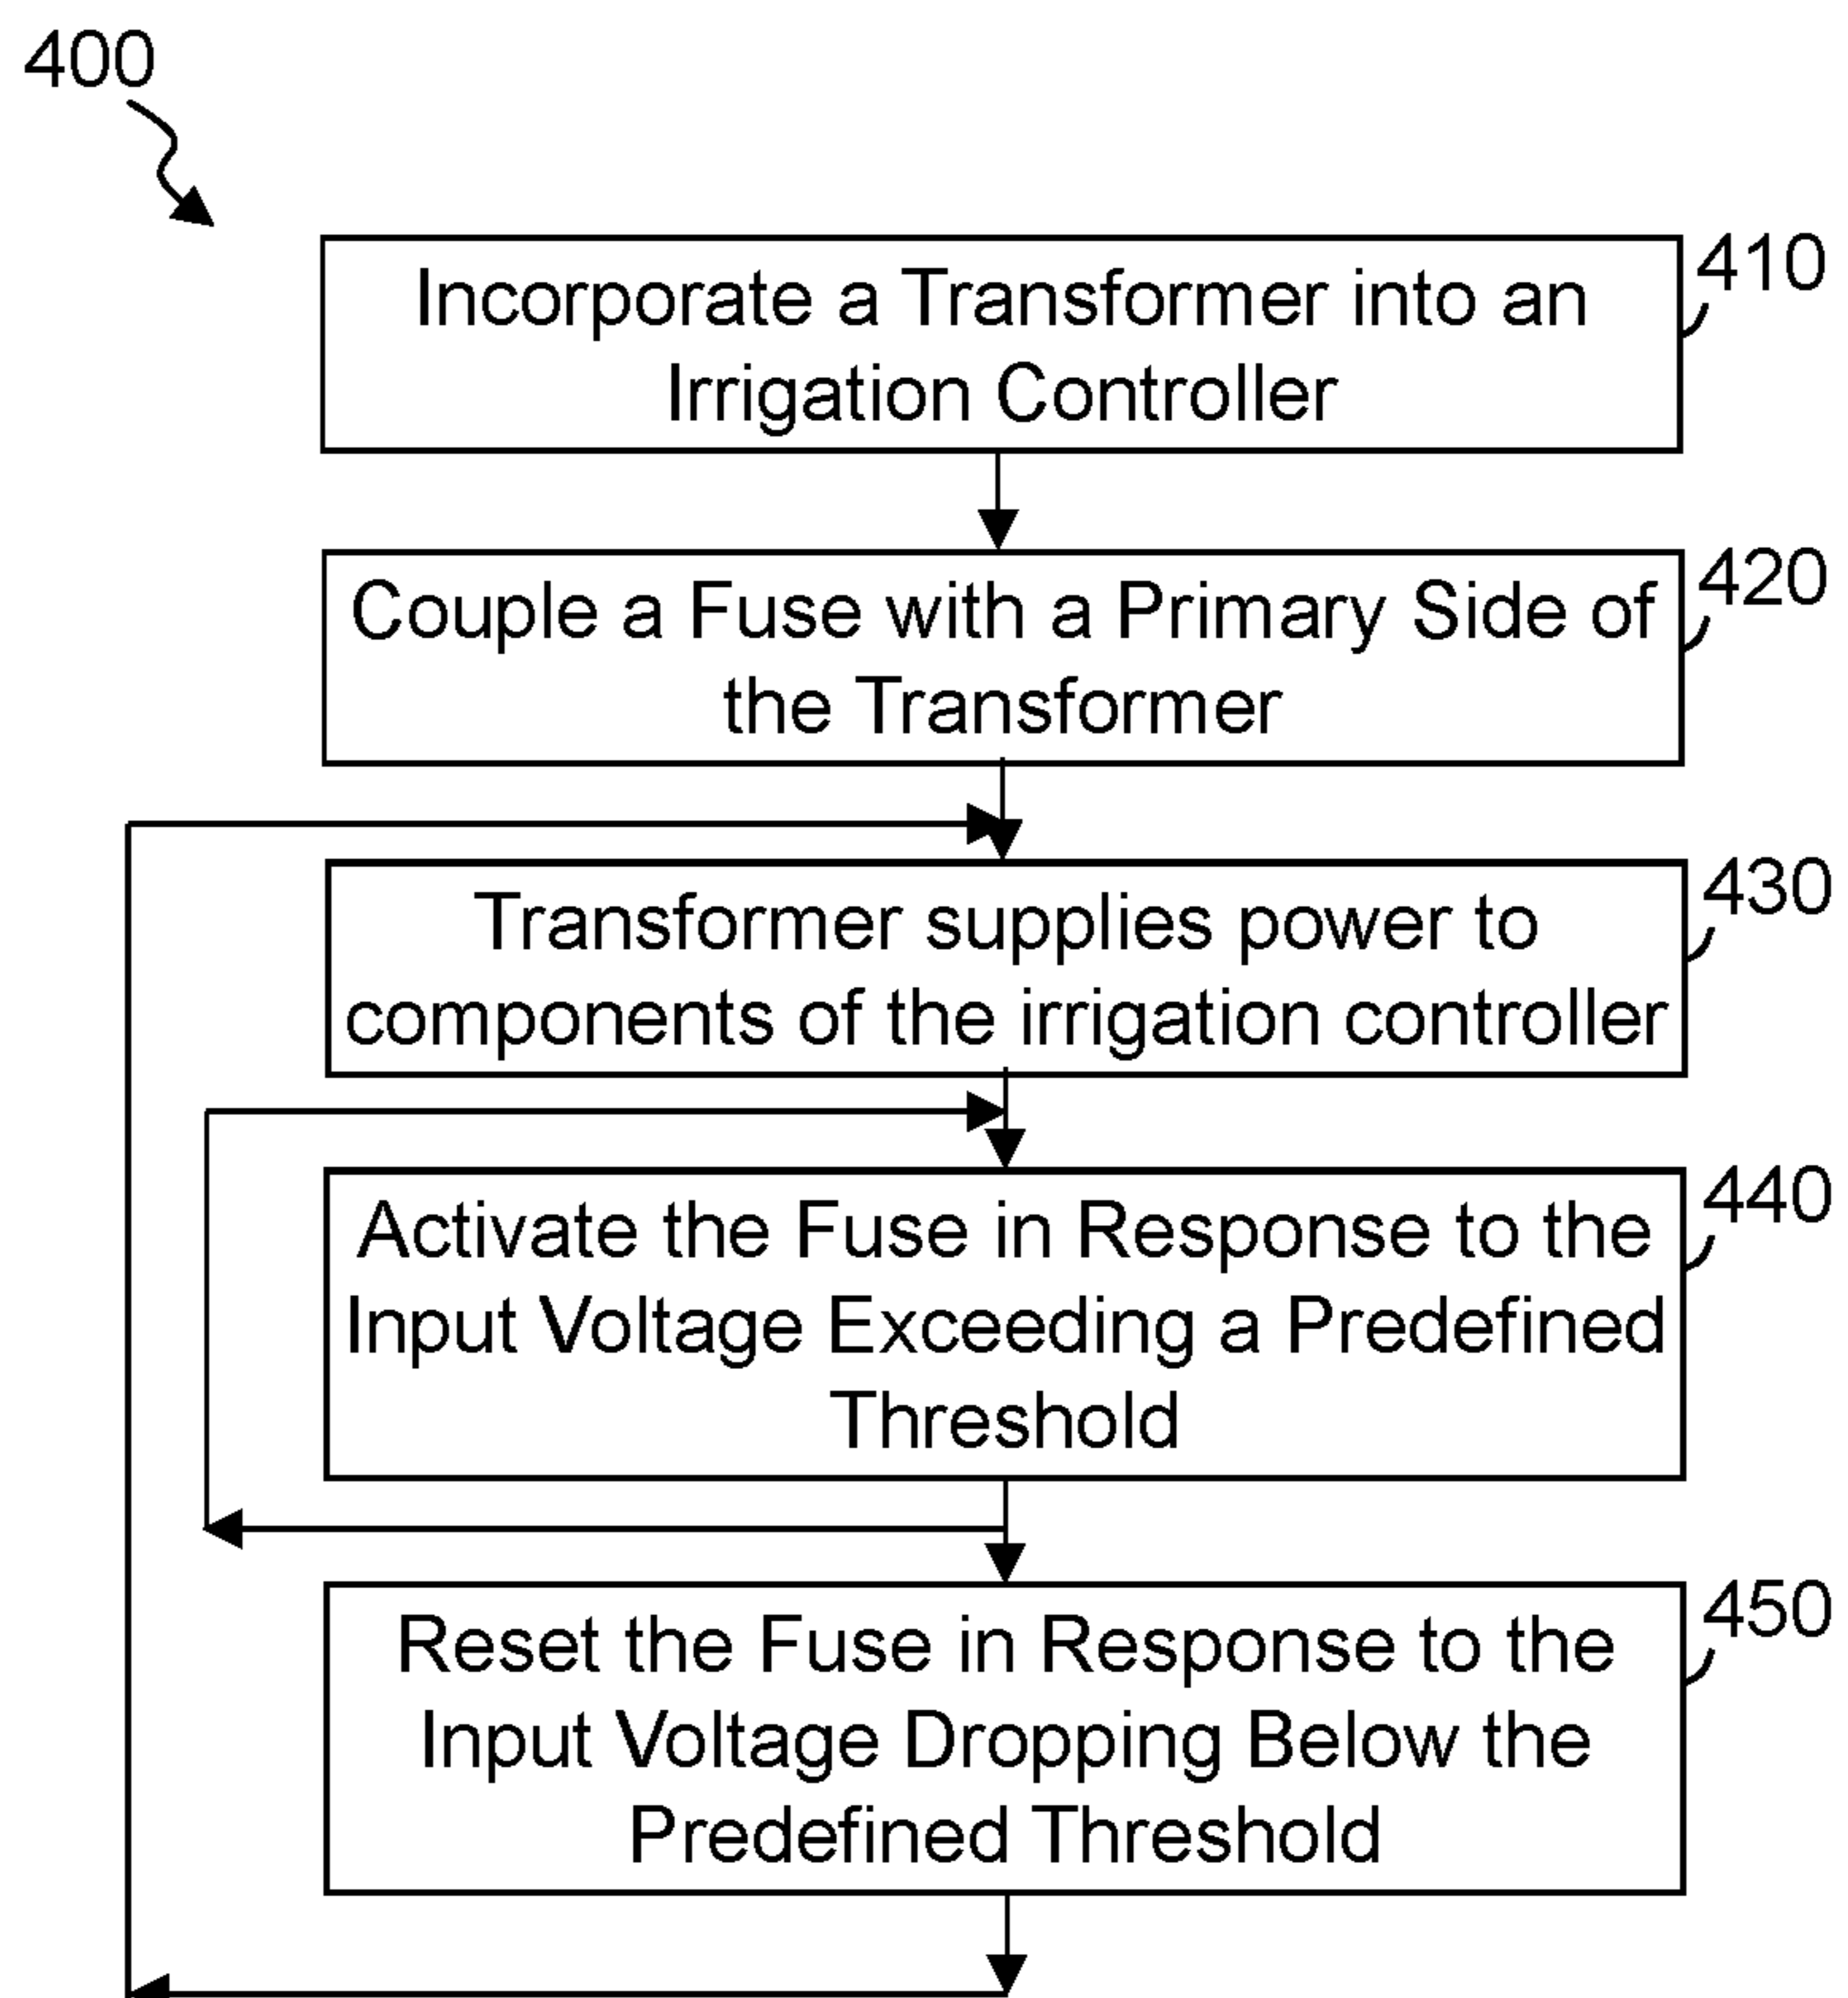 400
410
Incorporate a Transformer into an
Irrigation Controller
420
Couple a Fuse with a Primary Side of
the Transformer
430
Transformer supplies power to
components of the irrigation controller
440
Activate the Fuse in Response to the
Input Voltage Exceeding a Predefined
Threshold
450
Reset the Fuse in Response to the
Input Voltage Dropping Below the
Predefined Threshold